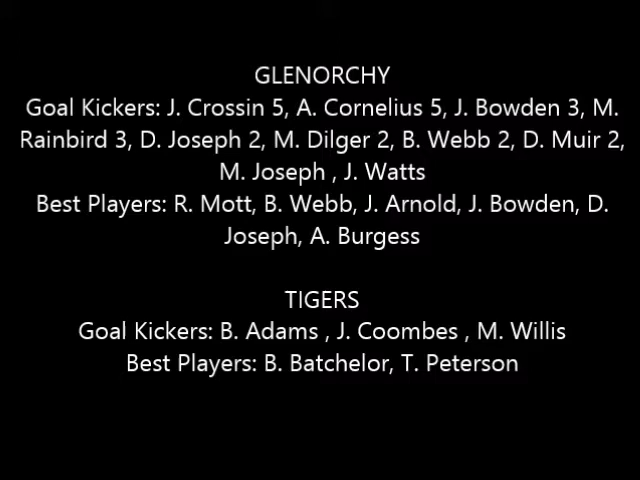 GLENORCHY
Goal Kickers: J. Crossin 5, A. Cornelius 5, J. Bowden 3, M.
Rainbird 3, D. Joseph 2, M. Dilger 2, B. Webb 2, D. Muir 2,
M. Joseph , J. Watts
Best Players: R. Mott, B. Webb, J. Arnold, J. Bowden, D.
Joseph, A. Burgess
TIGERS
Goal Kickers: B. Adams , J. Coombes , M. Willis
Best Players: B. Batchelor, T. Peterson